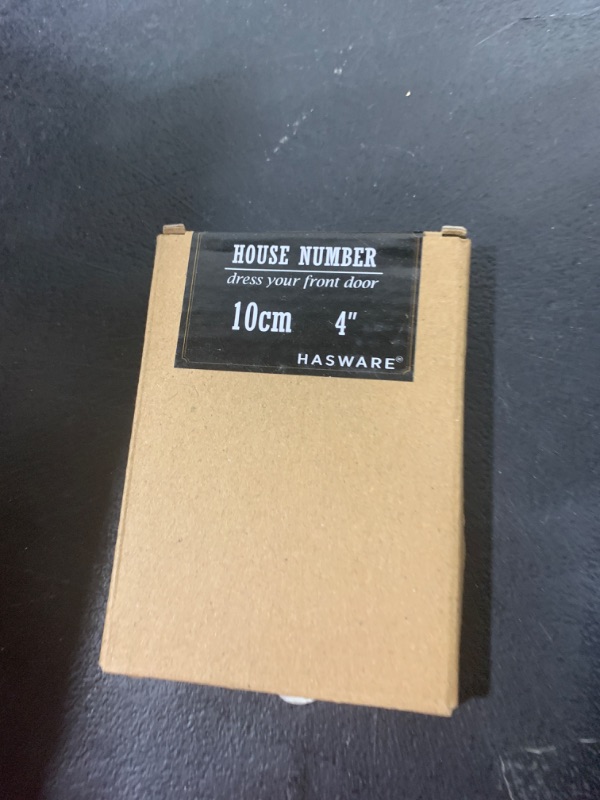 HOUSE NUMBER
dress your front door
10cm 4"
HASWARE®